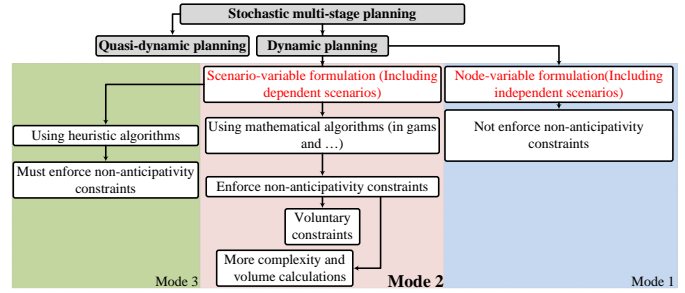 Stochastic multi-stage planning
Quasi-dynamic planning
Dynamic planning
Scenario-variable formulation (Including
dependent scenarios)
Node-variable formulation(Including
independent scenarios)
Using heuristic algorithms
Using mathematical algorithms (in gams
and …)
Not enforce non-anticipativity
constraints
Must enforce non-anticipativity
constraints
Enforce non-anticipativity constraints
Voluntary
constraints
More complexity and
volume calculations
Mode 3
Mode 2
Mode 1